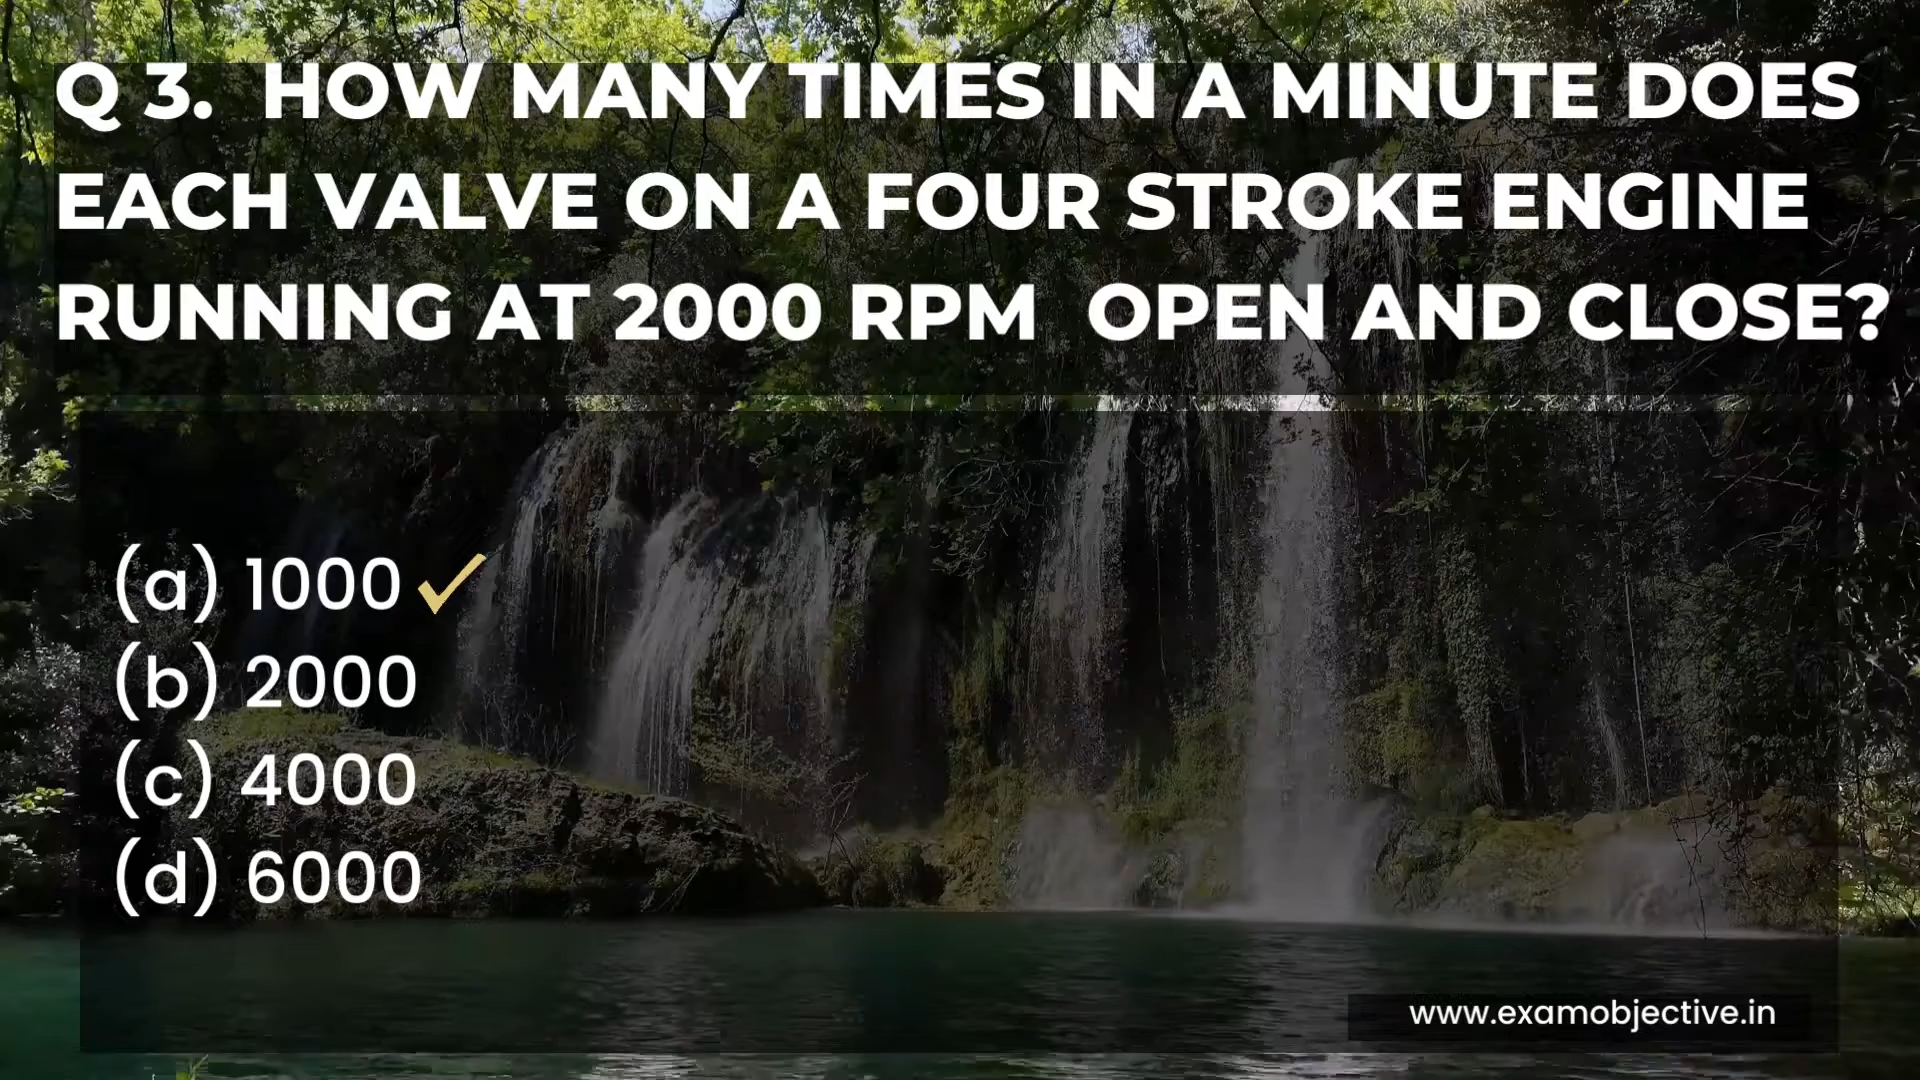 Q 3. HOW MANY TIMES IN A MINUTE DOES
EACH VALVE ON A FOUR STROKE ENGINE
RUNNING AT 2000 RPM OPEN AND CLOSE?
(a) 1000
(b) 2000
(c) 4000
(d) 6000
www.examobjective.in